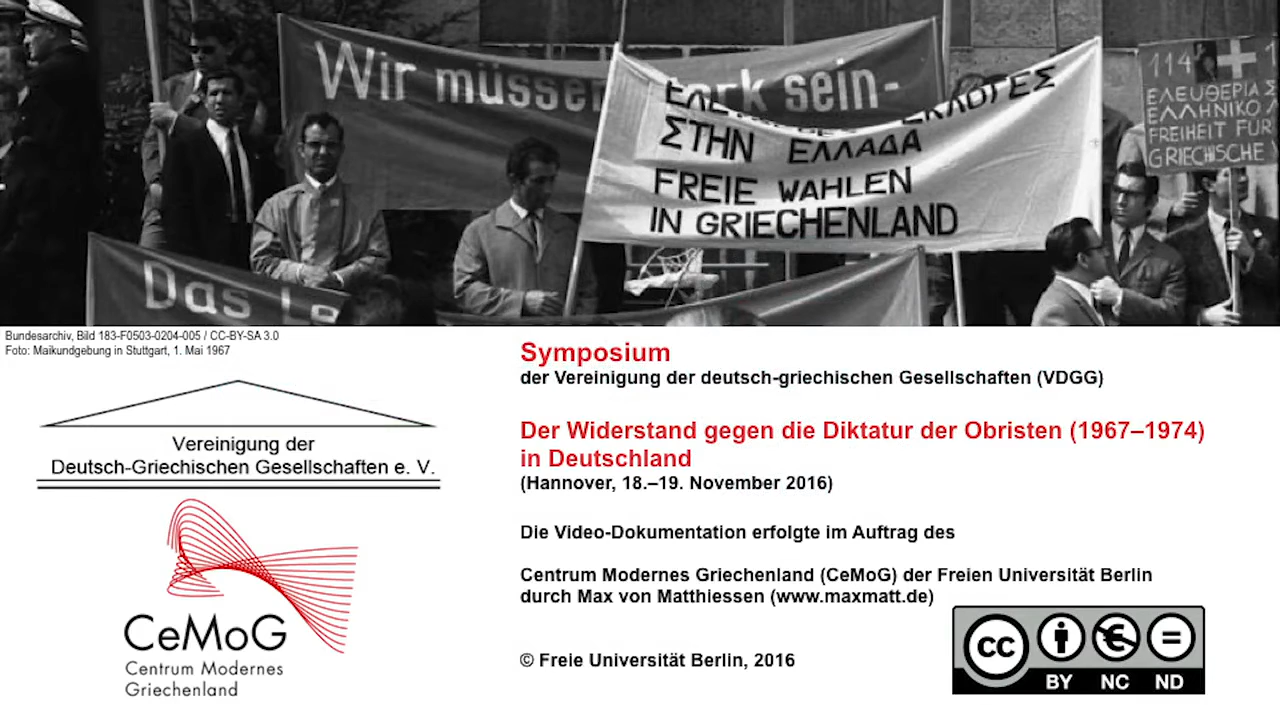 Wir müssen
sein-
ΕΚΛΟΓΕΣ
ΣΤΗΝ ΕΛΛΑΔΑ
FREIE WAHLEN
IN GRIECHENLAND
114
ΕΛΕΥΘΕΡΙΑ Σ
ΕΛΛΗΝΙΚΟ
FREIHEIT FÜR
GRIECHISCHE
Das
Bundesarchiv, Bild 183-F0503-0204-005 / CC-BY-SA 3.0
Foto: Maikundgebung in Stuttgart, 1. Mai 1967
Vereinigung der
Deutsch-Griechischen Gesellschaften e. V.
CeMoG
Centrum Modernes
Griechenland
Symposium
der Vereinigung der deutsch-griechischen Gesellschaften (VDGG)
Der Widerstand gegen die Diktatur der Obristen (1967–1974)
in Deutschland
(Hannover, 18.–19. November 2016)
Die Video-Dokumentation erfolgte im Auftrag des
Centrum Modernes Griechenland (CeMoG) der Freien Universität Berlin
durch Max von Matthiessen (www.maxmatt.de)
© Freie Universität Berlin, 2016
cc
BY NC ND